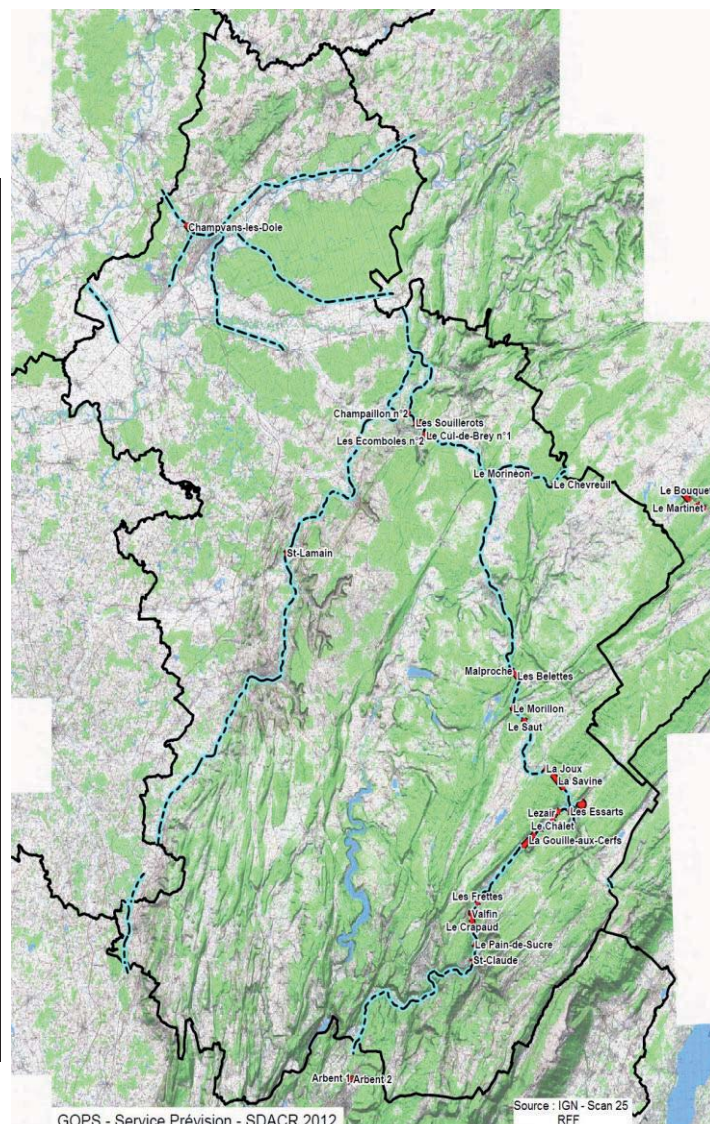 Champvans-les-Dole
Champaillon n°2
Les Souillerots
Les Écomboles n°2
Le Cul-de-Brey n°1
Le Morineon
Le Chevreuil
Le Bouquet
Le Martinet
St-Lamain
Malproche
Les Belettes
Le Morillon
Le Saut
La Joux
La Savine
Lezair
Les Essarts
Le Châlet
La Gouille-aux-Cerfs
Les Frettes
Valfin
Le Crapaud
Le Pain-de-Sucre
St-Claude
Arbent 1
Arbent 2
GOPS - Service Prévision - SDACR 2012
Source : IGN - Scan 25
RFF